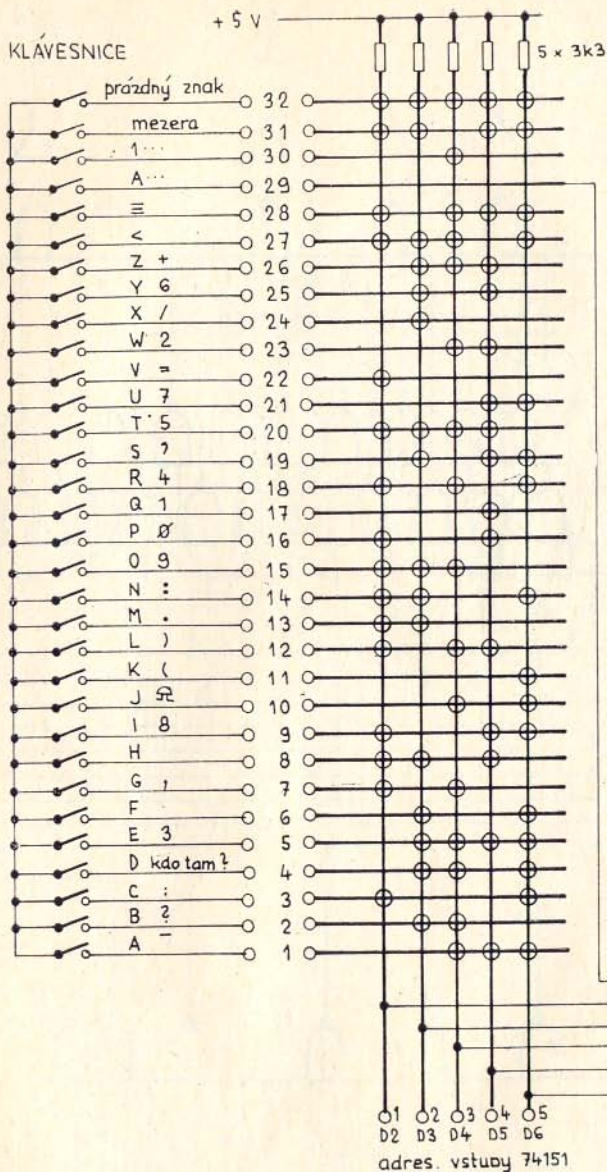 + 5 V
KLÁVESNICE
5 x 3k3
prázdný znak 32
mezera 31
1... 30
A... 29
≡ 28
< 27
Z + 26
Y 6 25
X / 24
W 2 23
V = 22
U 7 21
T 5 20
S ' 19
R 4 18
Q 1 17
P Ø 16
O 9 15
N : 14
M . 13
L ) 12
K ( 11
J 10
I 8 9
H 8
G , 7
F 6
E 3 5
D kdo tam? 4
C : 3
B ? 2
A – 1
1 2 3 4 5
D2 D3 D4 D5 D6
adres. vstupy 74151